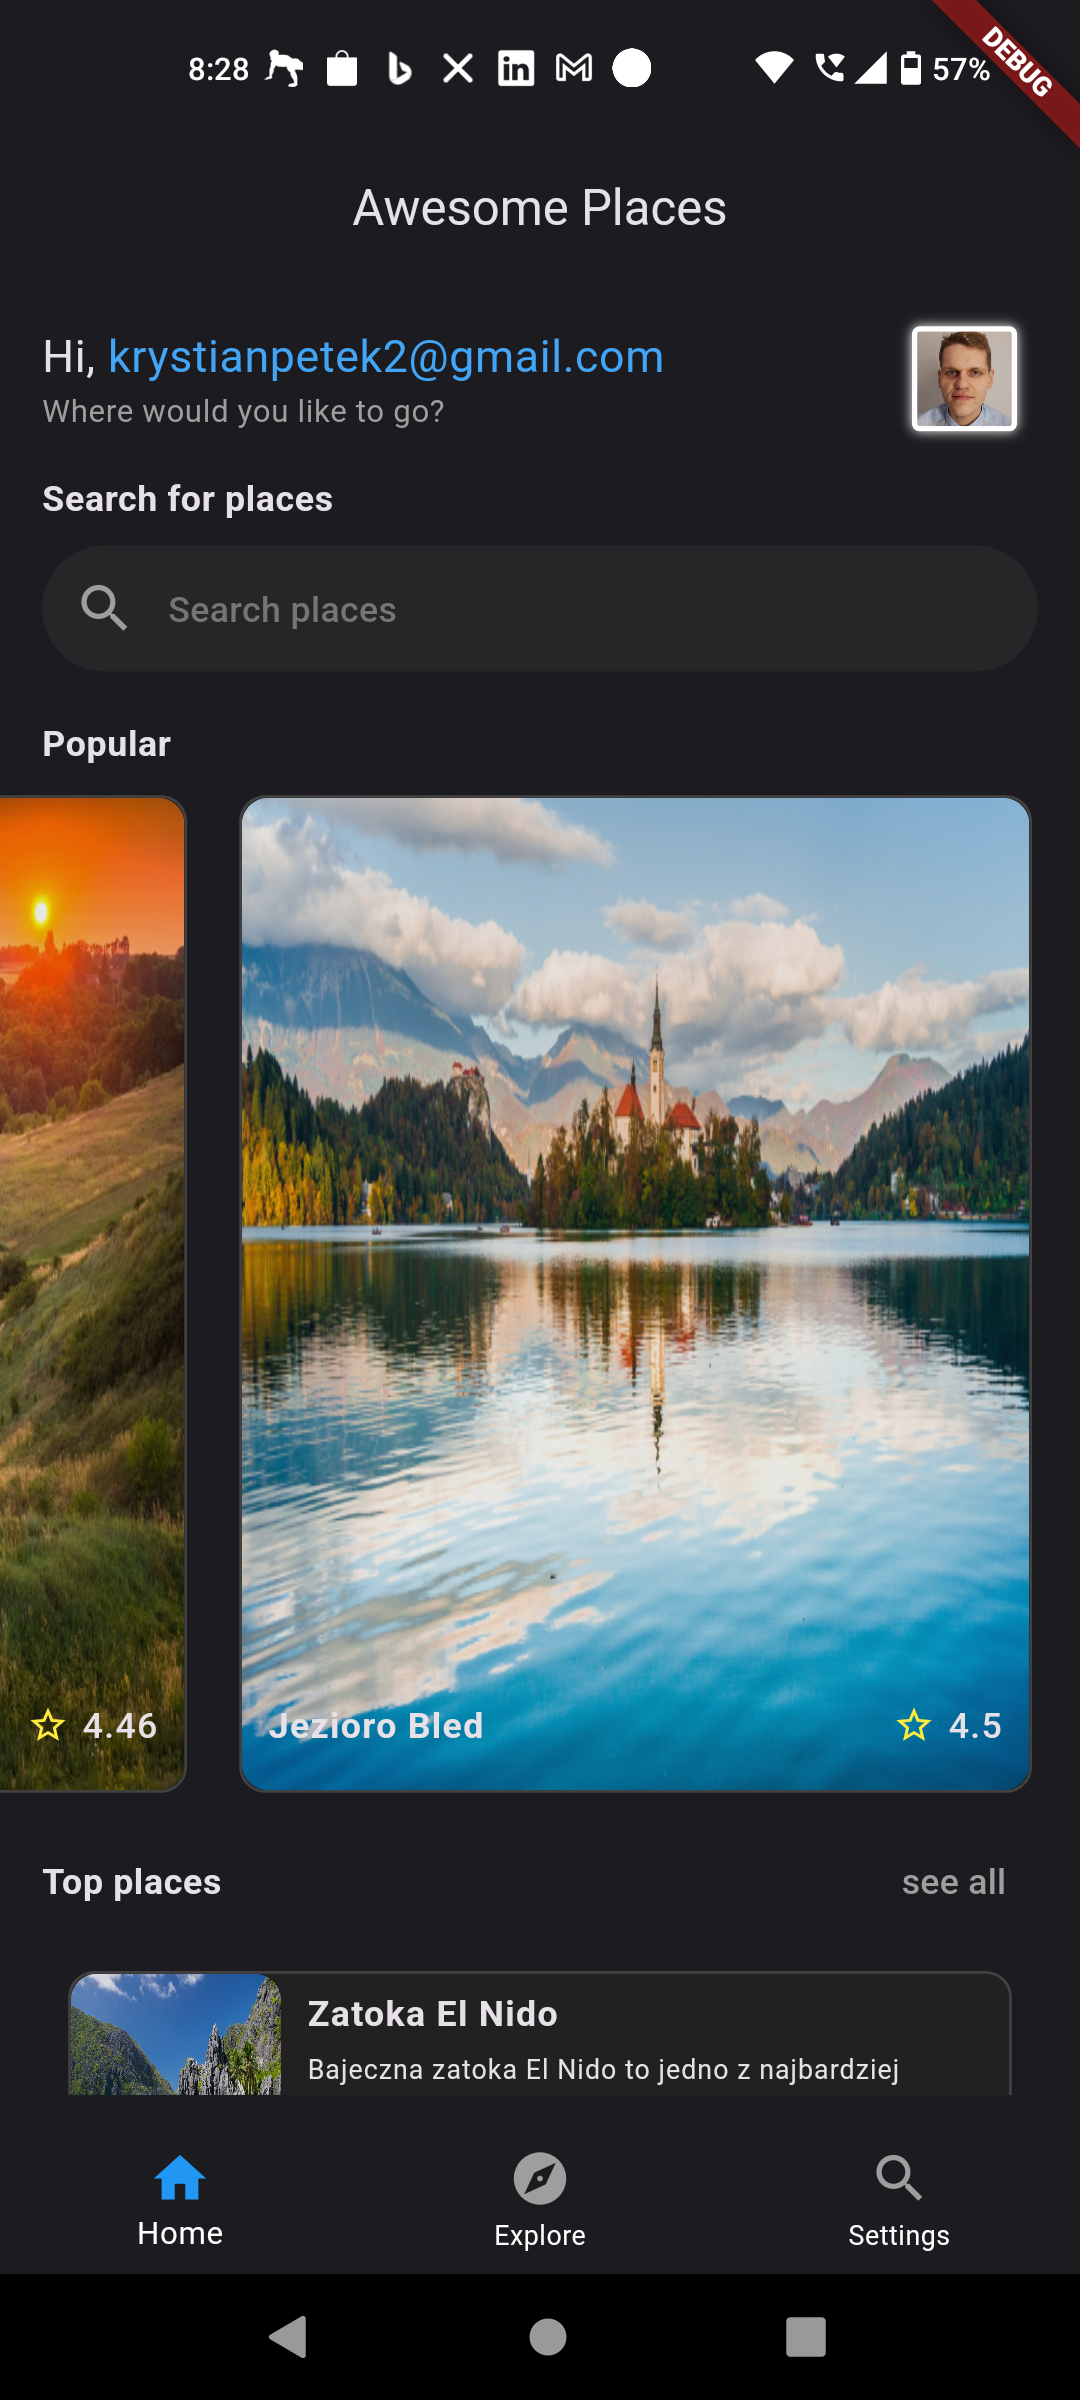 8:28
57%
DEBUG
Awesome Places
Hi, krystianpetek2@gmail.com
Where would you like to go?
Search for places
Search places
Popular
4.46
Jezioro Bled 4.5
Top places see all
Zatoka El Nido
Bajeczna zatoka El Nido to jedno z najbardziej
Home Explore Settings